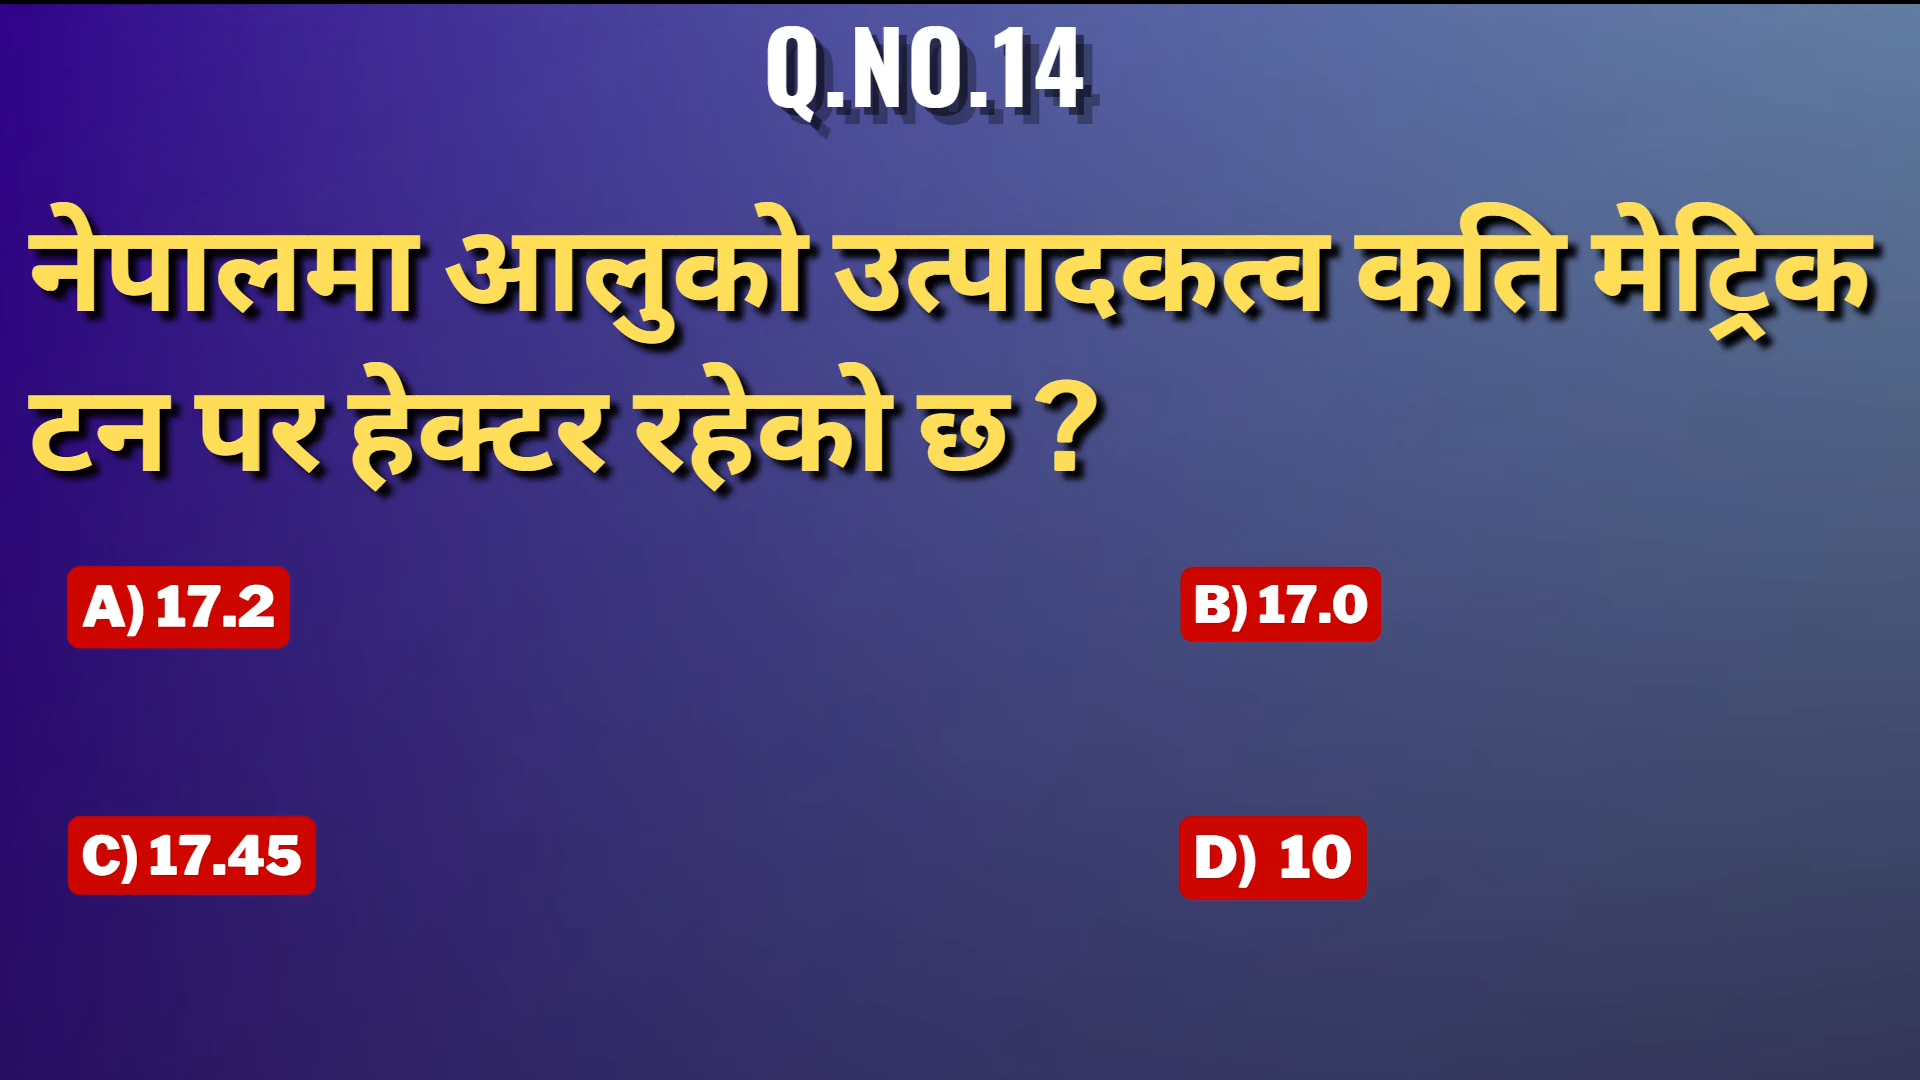 Q.NO.14
नेपालमा आलुको उत्पादकत्व कति मेट्रिक
टन पर हेक्टर रहेको छ ?
A) 17.2
B) 17.0
C) 17.45
D) 10